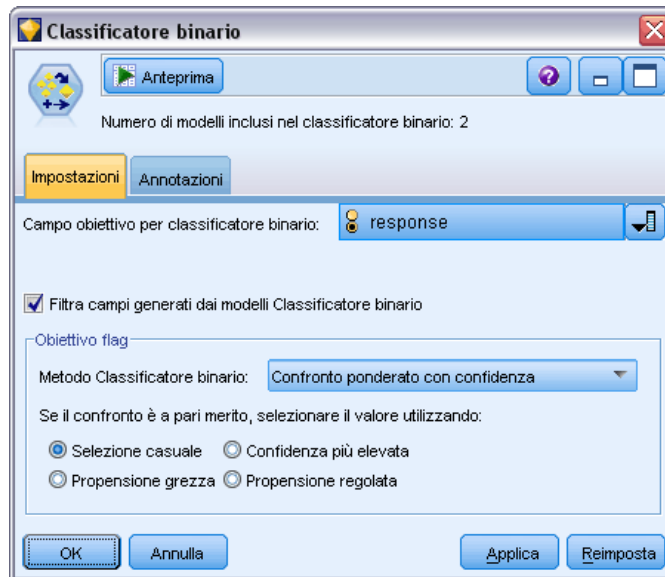 Classificatore binario
Anteprima
Numero di modelli inclusi nel classificatore binario: 2
Impostazioni Annotazioni
Campo obiettivo per classificatore binario: response
Filtra campi generati dai modelli Classificatore binario
Obiettivo flag
Metodo Classificatore binario: Confronto ponderato con confidenza
Se il confronto è a pari merito, selezionare il valore utilizzando:
Selezione casuale Confidenza più elevata
Propensione grezza Propensione regolata
OK Annulla Applica Reimposta